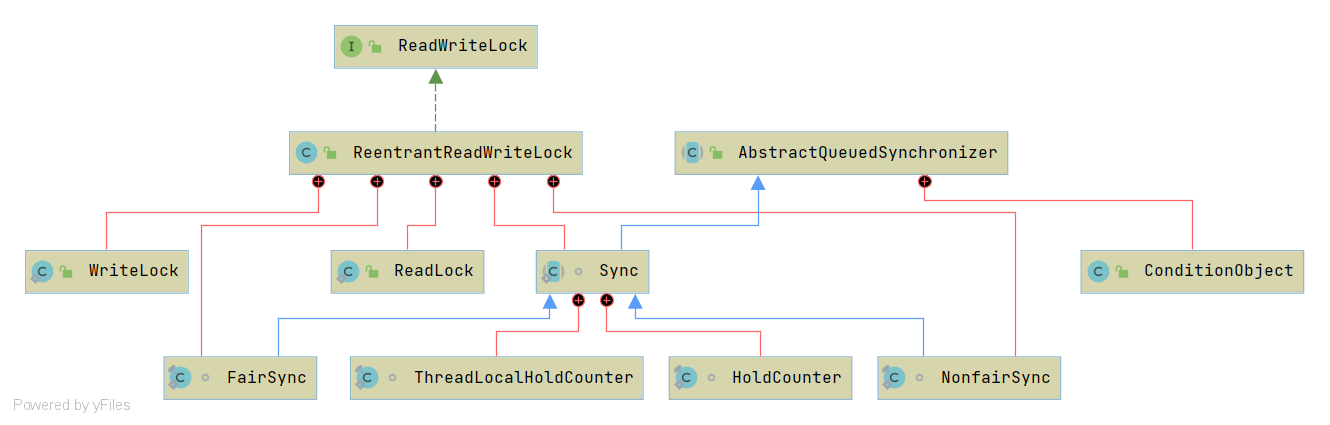 I ReadWriteLock
C ReentrantReadWriteLock
C AbstractQueuedSynchronizer
C WriteLock
C ReadLock
C Sync
C ConditionObject
C FairSync
C ThreadLocalHoldCounter
C HoldCounter
C NonfairSync
Powered by yFiles